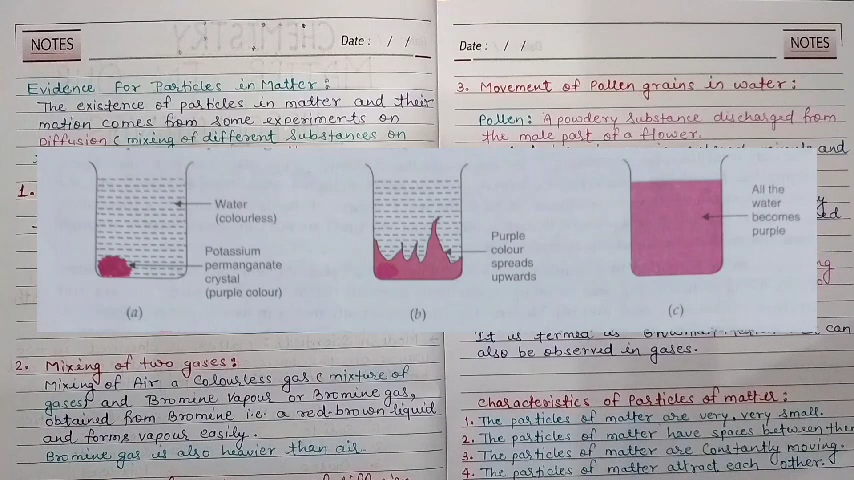 NOTES
Date : / /
Evidence for Particles in Matter:
The existence of particles in matter and their
motion comes from some experiments on
Diffusion (mixing of different substances on
1.
Water
(colourless)
Potassium
permanganate
crystal
(purple colour)
(a)
Purple
colour
spreads
upwards
(b)
All the
water
becomes
purple
(c)
2. Mixing of two gases:
Mixing of Air a colourless gas ( mixture of
gases) and Bromine vapour or Bromine gas,
obtained from Bromine i.e. a red-brown liquid
and forms vapour easily.
Bromine gas is also heavier than air.
Date : / /
NOTES
3. Movement of Pollen grains in water:
Pollen: A powdery substance discharged from
the male part of a flower.
and
It is termed as
can
also be observed in gases.
Characteristics of Particles of matter:
1. The particles of matter are very, very small.
2. The particles of matter have spaces between them
3. The particles of matter are constantly moving.
4. The particles of matter attract each other.